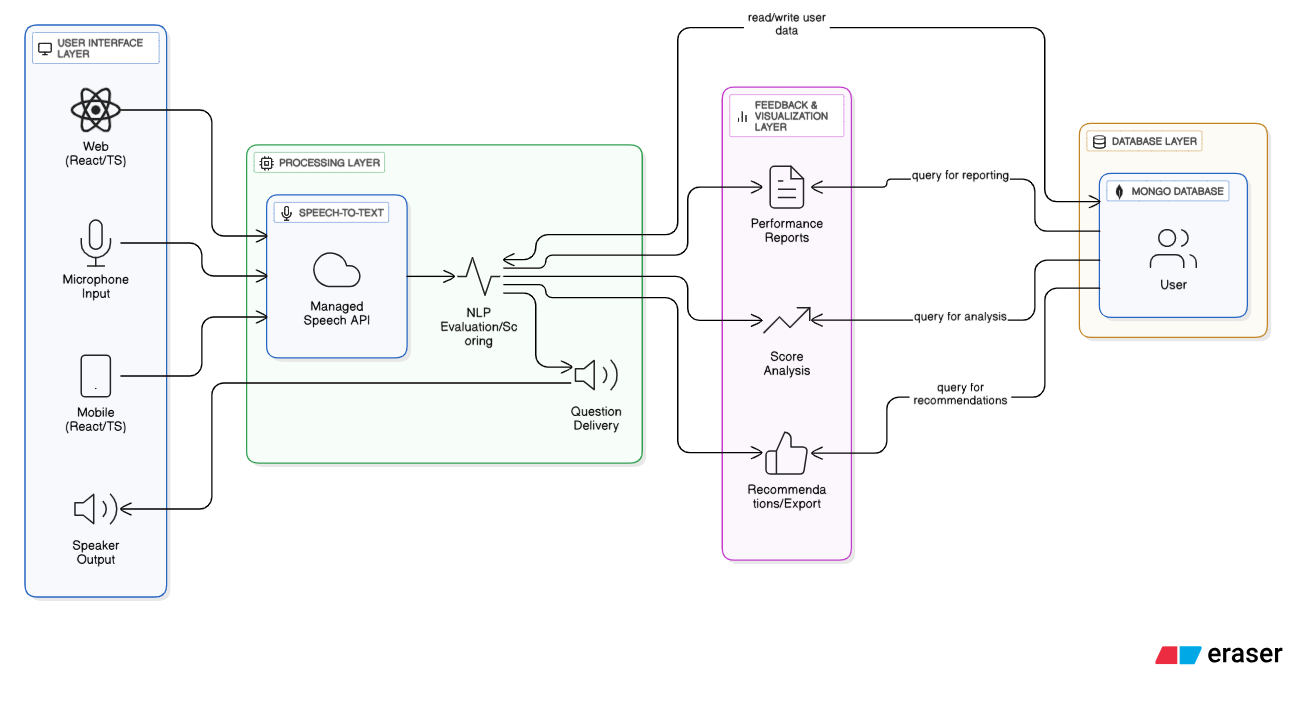 read/write user
data
USER INTERFACE
LAYER
Web
(React/TS)
Microphone
Input
Mobile
(React/TS)
Speaker
Output
PROCESSING LAYER
SPEECH-TO-TEXT
Managed
Speech API
NLP
Evaluation/Sc
oring
Question
Delivery
FEEDBACK &
VISUALIZATION
LAYER
Performance
Reports
Score
Analysis
Recommenda
tions/Export
query for reporting
query for analysis
query for
recommendations
DATABASE LAYER
MONGO DATABASE
User
eraser